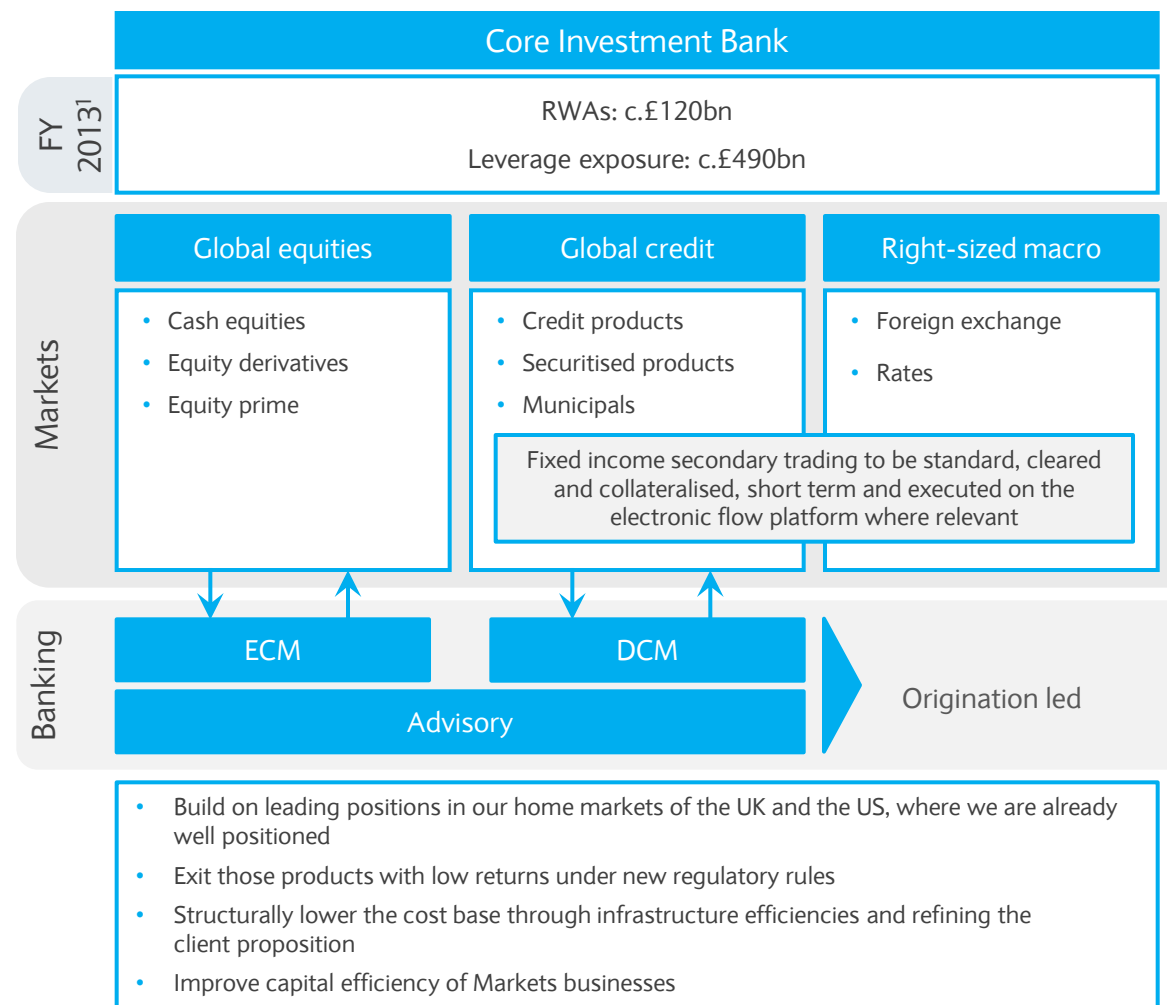 Core Investment Bank
FY
2013¹
RWAs: c.£120bn
Leverage exposure: c.£490bn
Markets
Global equities
• Cash equities
• Equity derivatives
• Equity prime
Global credit
• Credit products
• Securitised products
• Municipals
Right-sized macro
• Foreign exchange
• Rates
Fixed income secondary trading to be standard, cleared
and collateralised, short term and executed on the
electronic flow platform where relevant
Banking
ECM
DCM
Advisory
Origination led
• Build on leading positions in our home markets of the UK and the US, where we are already
well positioned
• Exit those products with low returns under new regulatory rules
• Structurally lower the cost base through infrastructure efficiencies and refining the
client proposition
• Improve capital efficiency of Markets businesses